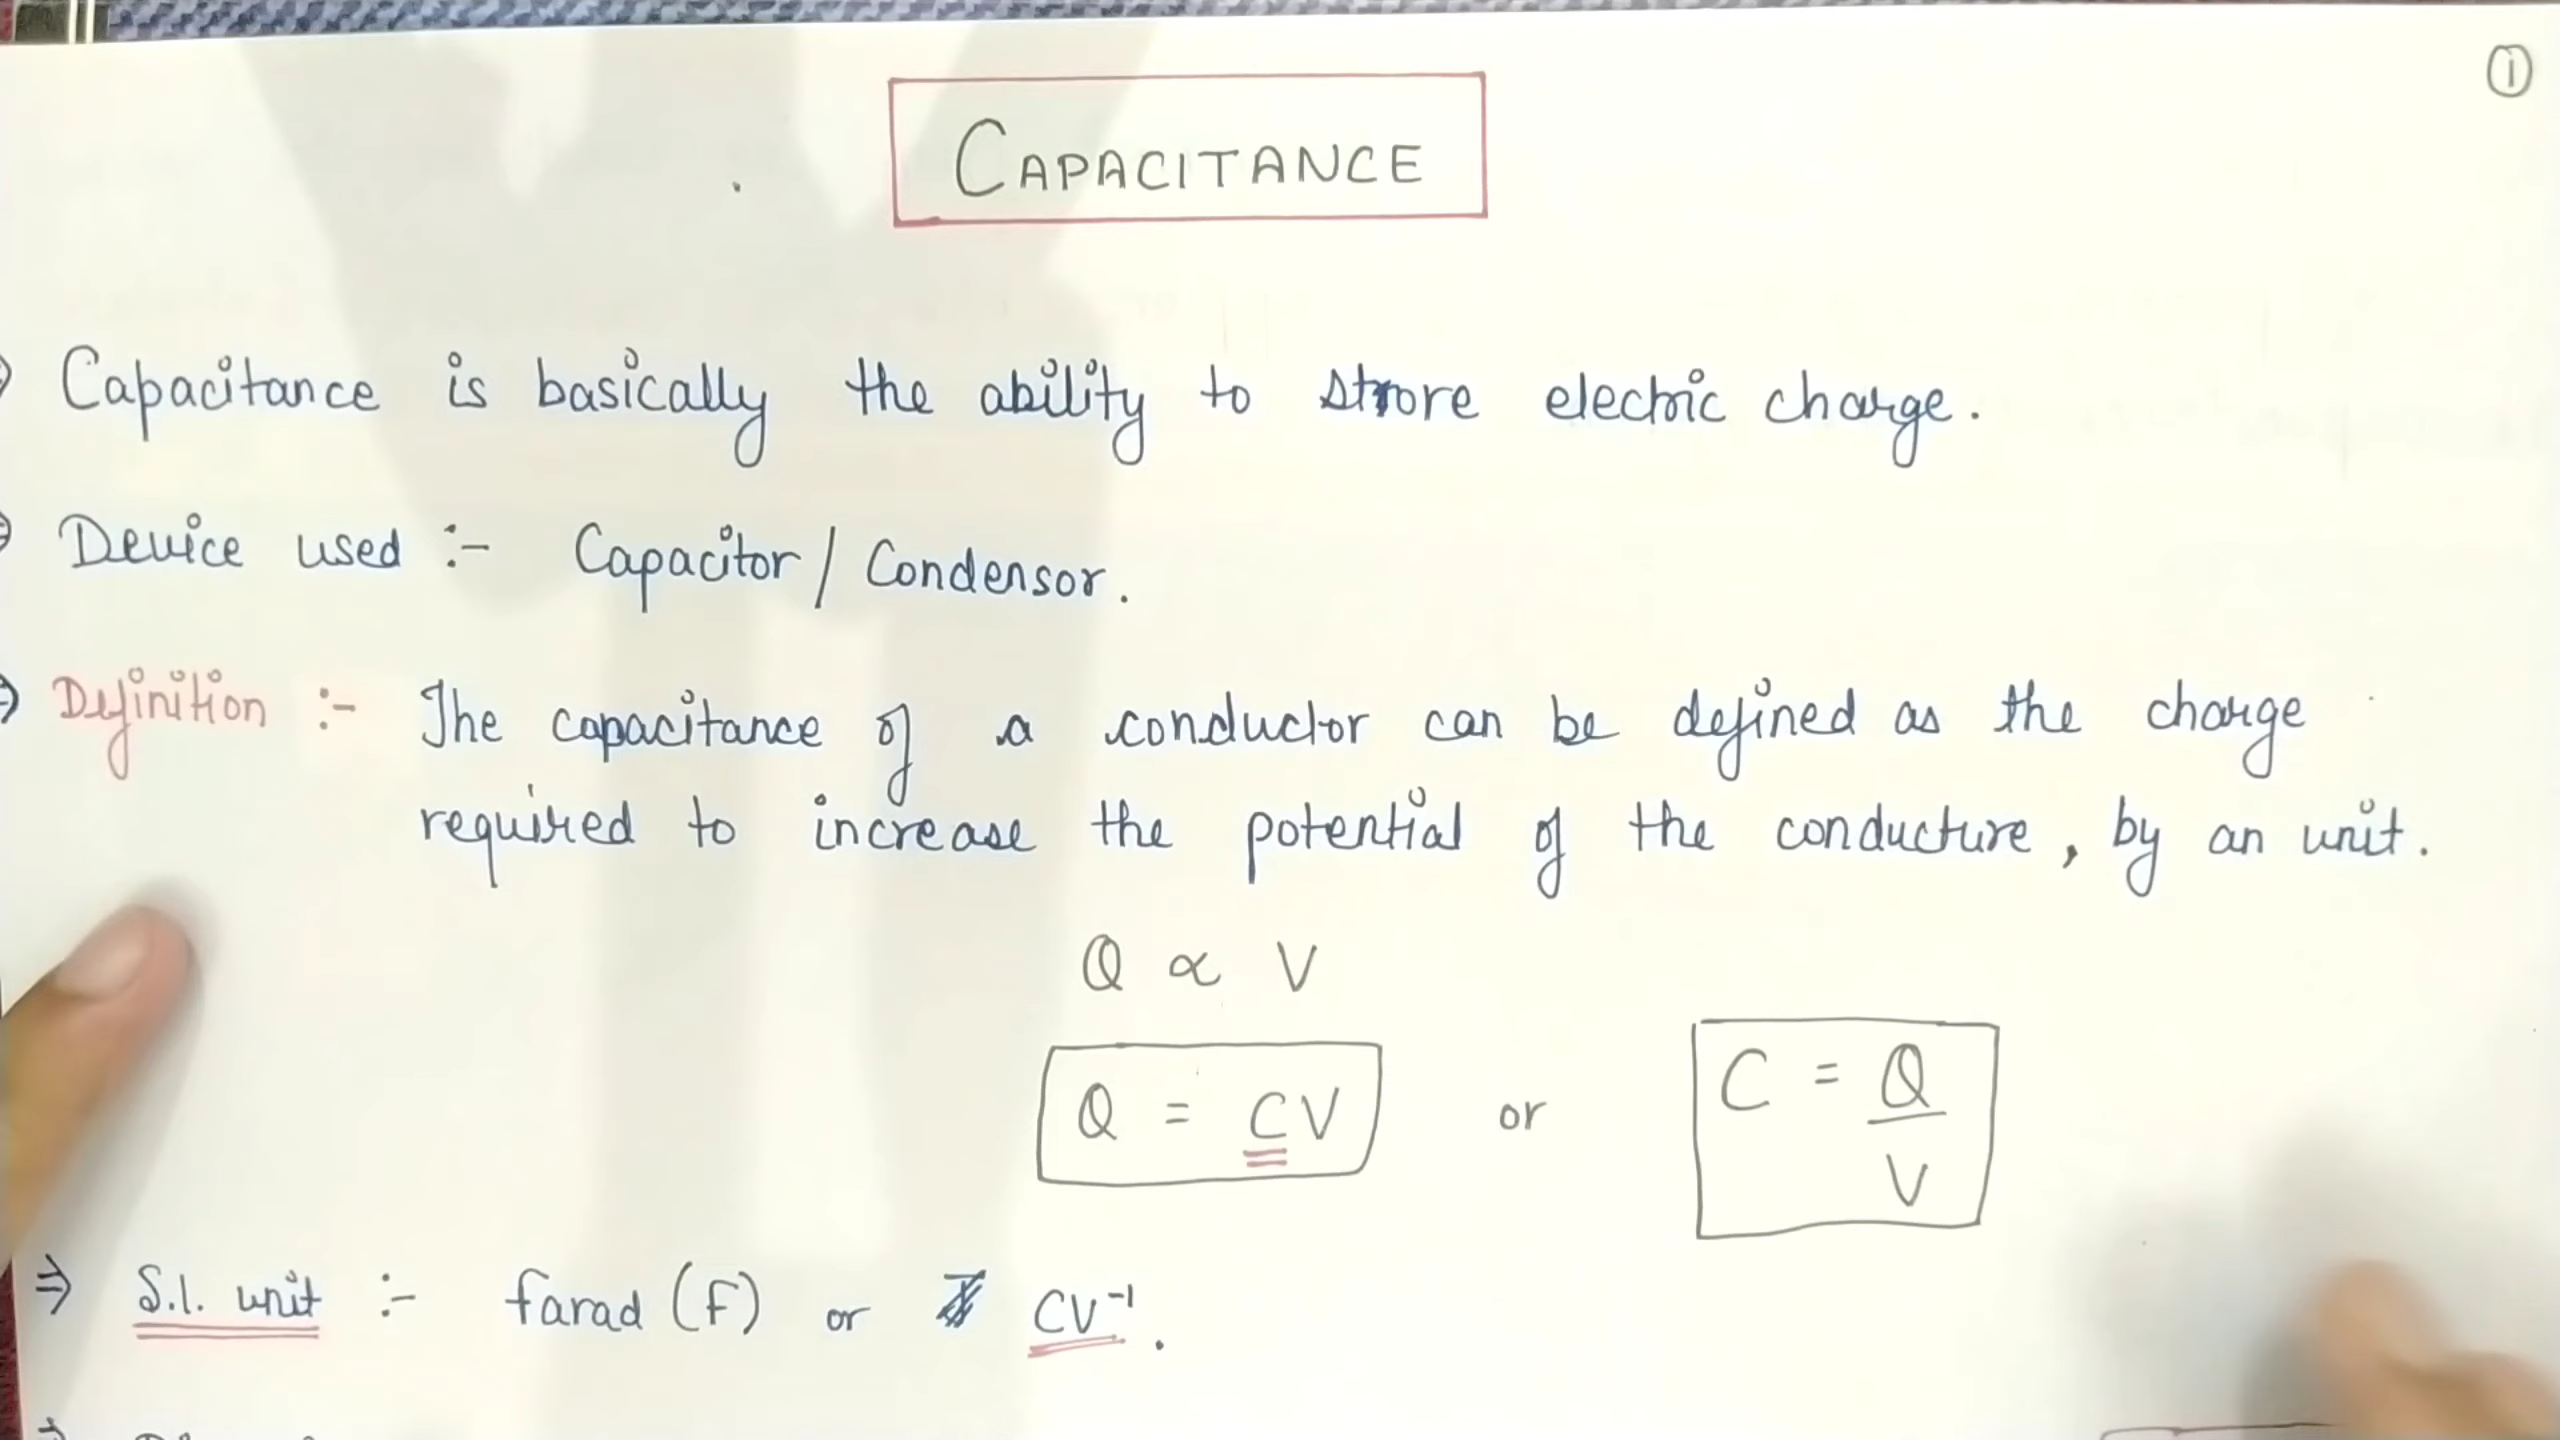 ①
CAPACITANCE
⇒ Capacitance is basically the ability to strore electric charge.
⇒ Device used :- Capacitor / Condensor.
⇒ Definition :- The capacitance of a conductor can be defined as the charge
required to increase the potential of the conducture, by an unit.
Q ∝ V
Q = CV or C = Q/V
⇒ S.I. unit :- farad (F) or CV⁻¹.